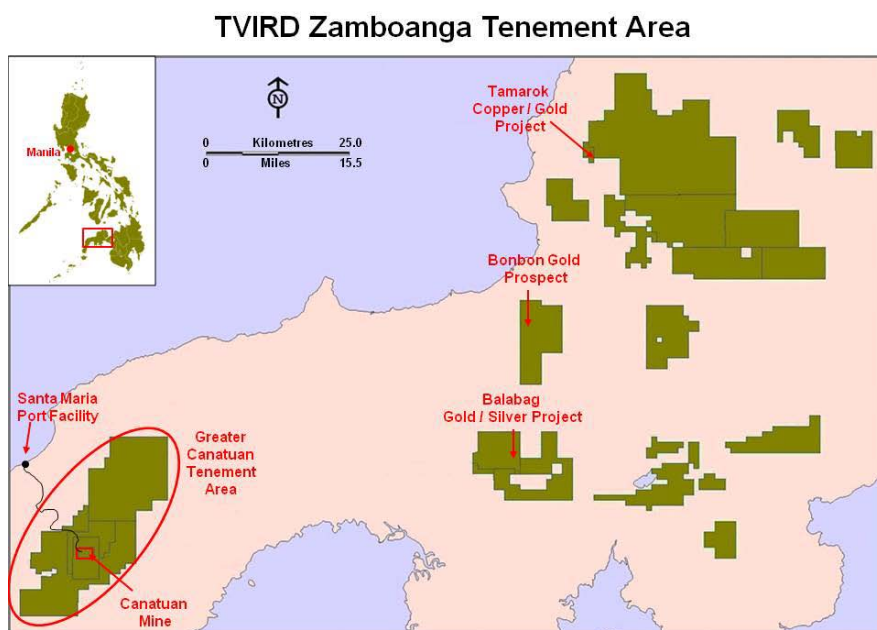 TVIRD Zamboanga Tenement Area
Manila
N
0 Kilometres 25.0
0 Miles 15.5
Tamarok
Copper / Gold
Project
Bonbon Gold
Prospect
Santa Maria
Port Facility
Greater
Canatuan
Tenement
Area
Balabag
Gold / Silver Project
Canatuan
Mine